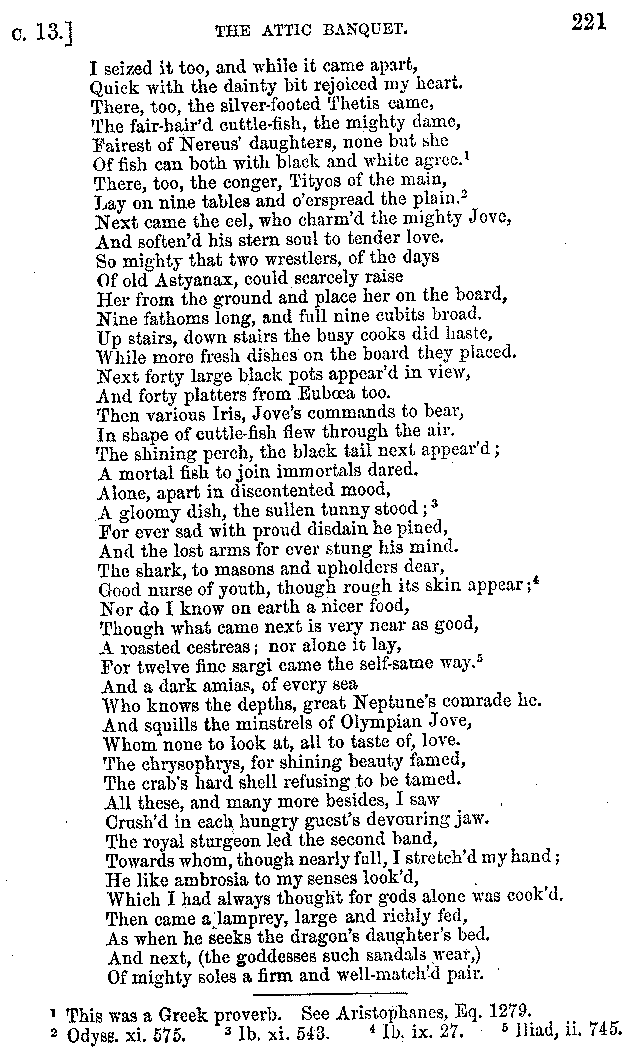 c. 13.] THE ATTIC BANQUET. 221
I seized it too, and while it came apart,
Quick with the dainty bit rejoiced my heart.
There, too, the silver-footed Thetis came,
The fair-hair'd cuttle-fish, the mighty dame,
Fairest of Nereus' daughters, none but she
Of fish can both with black and white agree.¹
There, too, the conger, Tityos of the main,
Lay on nine tables and o'erspread the plain.²
Next came the eel, who charm'd the mighty Jove,
And soften'd his stern soul to tender love.
So mighty that two wrestlers, of the days
Of old Astyanax, could scarcely raise
Her from the ground and place her on the board,
Nine fathoms long, and full nine cubits broad.
Up stairs, down stairs the busy cooks did haste,
While more fresh dishes on the board they placed.
Next forty large black pots appear'd in view,
And forty platters from Eubœa too.
Then various Iris, Jove's commands to bear,
In shape of cuttle-fish flew through the air.
The shining perch, the black tail next appear'd;
A mortal fish to join immortals dared.
Alone, apart in discontented mood,
A gloomy dish, the sullen tunny stood;³
For ever sad with proud disdain he pined,
And the lost arms for ever stung his mind.
The shark, to masons and upholders dear,
Good nurse of youth, though rough its skin appear;⁴
Nor do I know on earth a nicer food,
Though what came next is very near as good,
A roasted cestreas; nor alone it lay,
For twelve fine sargi came the self-same way.⁵
And a dark amias, of every sea
Who knows the depths, great Neptune's comrade he.
And squills the minstrels of Olympian Jove,
Whom none to look at, all to taste of, love.
The chrysophrys, for shining beauty famed,
The crab's hard shell refusing to be tamed.
All these, and many more besides, I saw
Crush'd in each hungry guest's devouring jaw.
The royal sturgeon led the second band,
Towards whom, though nearly full, I stretch'd my hand;
He like ambrosia to my senses look'd,
Which I had always thought for gods alone was cook'd.
Then came a lamprey, large and richly fed,
As when he seeks the dragon's daughter's bed.
And next, (the goddesses such sandals wear,)
Of mighty soles a firm and well-match'd pair.
¹ This was a Greek proverb. See Aristophanes, Eq. 1279.
² Odyss. xi. 575. ³ Ib. xi. 543. ⁴ Ib. ix. 27. ⁵ Iliad, ii. 745.